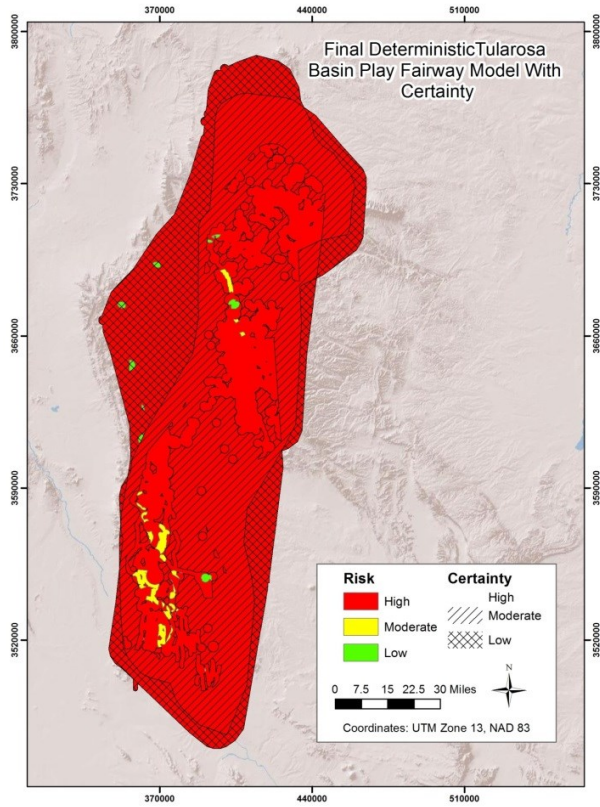 370000 440000 510000
3800000 3800000
Final DeterministicTularosa
Basin Play Fairway Model With
Certainty
3730000 3730000
3660000 3660000
3590000 3590000
3520000 3520000
Risk Certainty
High High
Moderate Moderate
Low Low
N
0 7.5 15 22.5 30 Miles
Coordinates: UTM Zone 13, NAD 83
370000 440000 510000